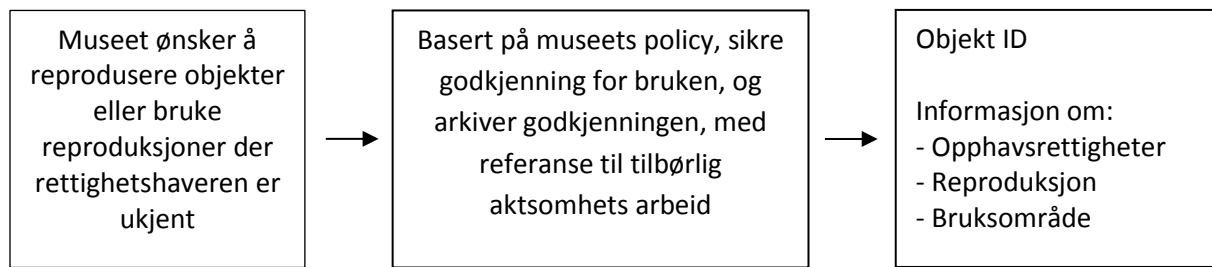 Museet ønsker å
reprodusere objekter
eller bruke
reproduksjoner der
rettighetshaveren er
ukjent
Basert på museets policy, sikre
godkjenning for bruken, og
arkiver godkjenningen, med
referanse til tilbørlig
aktsomhets arbeid
Objekt ID
Informasjon om:
- Opphavsrettigheter
- Reproduksjon
- Bruksområde